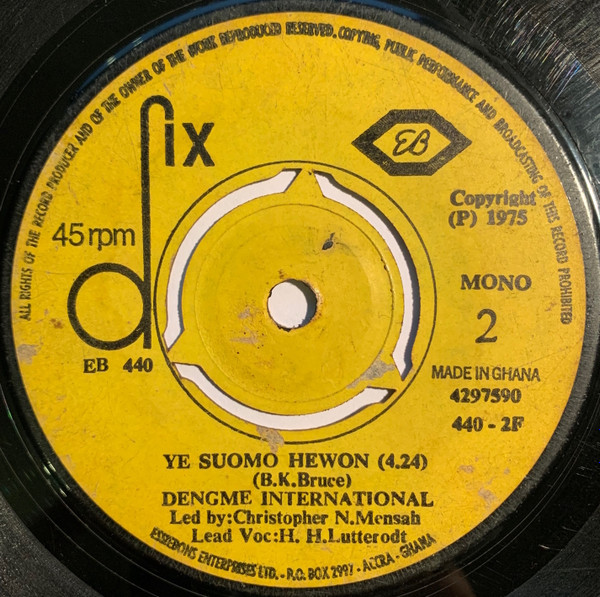 ALL RIGHTS OF THE RECORD PRODUCER AND OF THE OWNER OF THE WORK REPRODUCED RESERVED. COPYING, PUBLIC PERFORMANCE AND BROADCASTING OF THIS RECORD PROHIBITED
dix
EB
45 rpm
Copyright
(P) 1975
MONO
2
EB 440
MADE IN GHANA
4297590
440 - 2F
YE SUOMO HEWON (4.24)
(B.K.Bruce)
DENGME INTERNATIONAL
Led by:Christopher N.Mensah
Lead Voc:H. H.Lutterodt
ESSIEBONS ENTERPRISES LTD. - P.O. BOX 2997 - ACCRA - GHANA